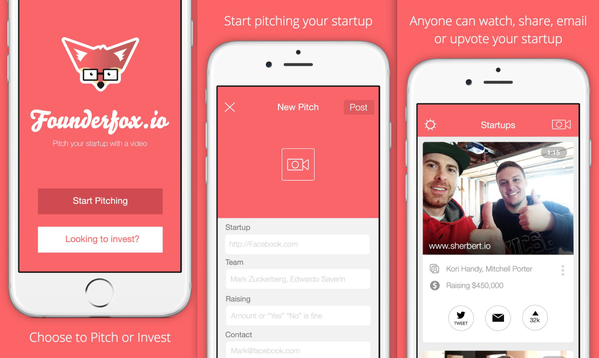 Founderfox.io
Pitch your startup with a video
Start Pitching
Looking to invest?
Choose to Pitch or Invest
Start pitching your startup
New Pitch
Post
Startup
http://Facebook.com
Team
Mark Zuckerberg, Edwardo Saverin
Raising
Amount or "Yes" "No" is fine
Contact
Mark@facebook.com
Anyone can watch, share, email
or upvote your startup
Startups
1:15
www.sherbert.io
Kori Handy, Mitchell Porter
Raising $450,000
TWEET
32k